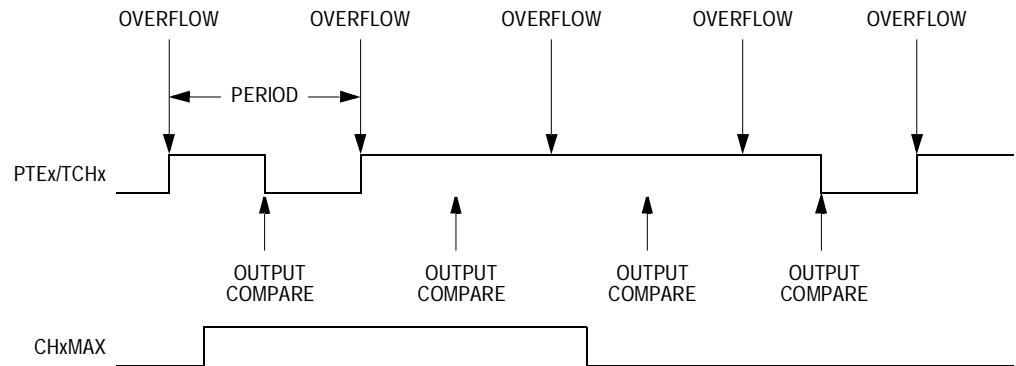 OVERFLOW OVERFLOW OVERFLOW OVERFLOW OVERFLOW
PERIOD
PTEx/TCHx
OUTPUT OUTPUT OUTPUT OUTPUT
COMPARE COMPARE COMPARE COMPARE
CHxMAX